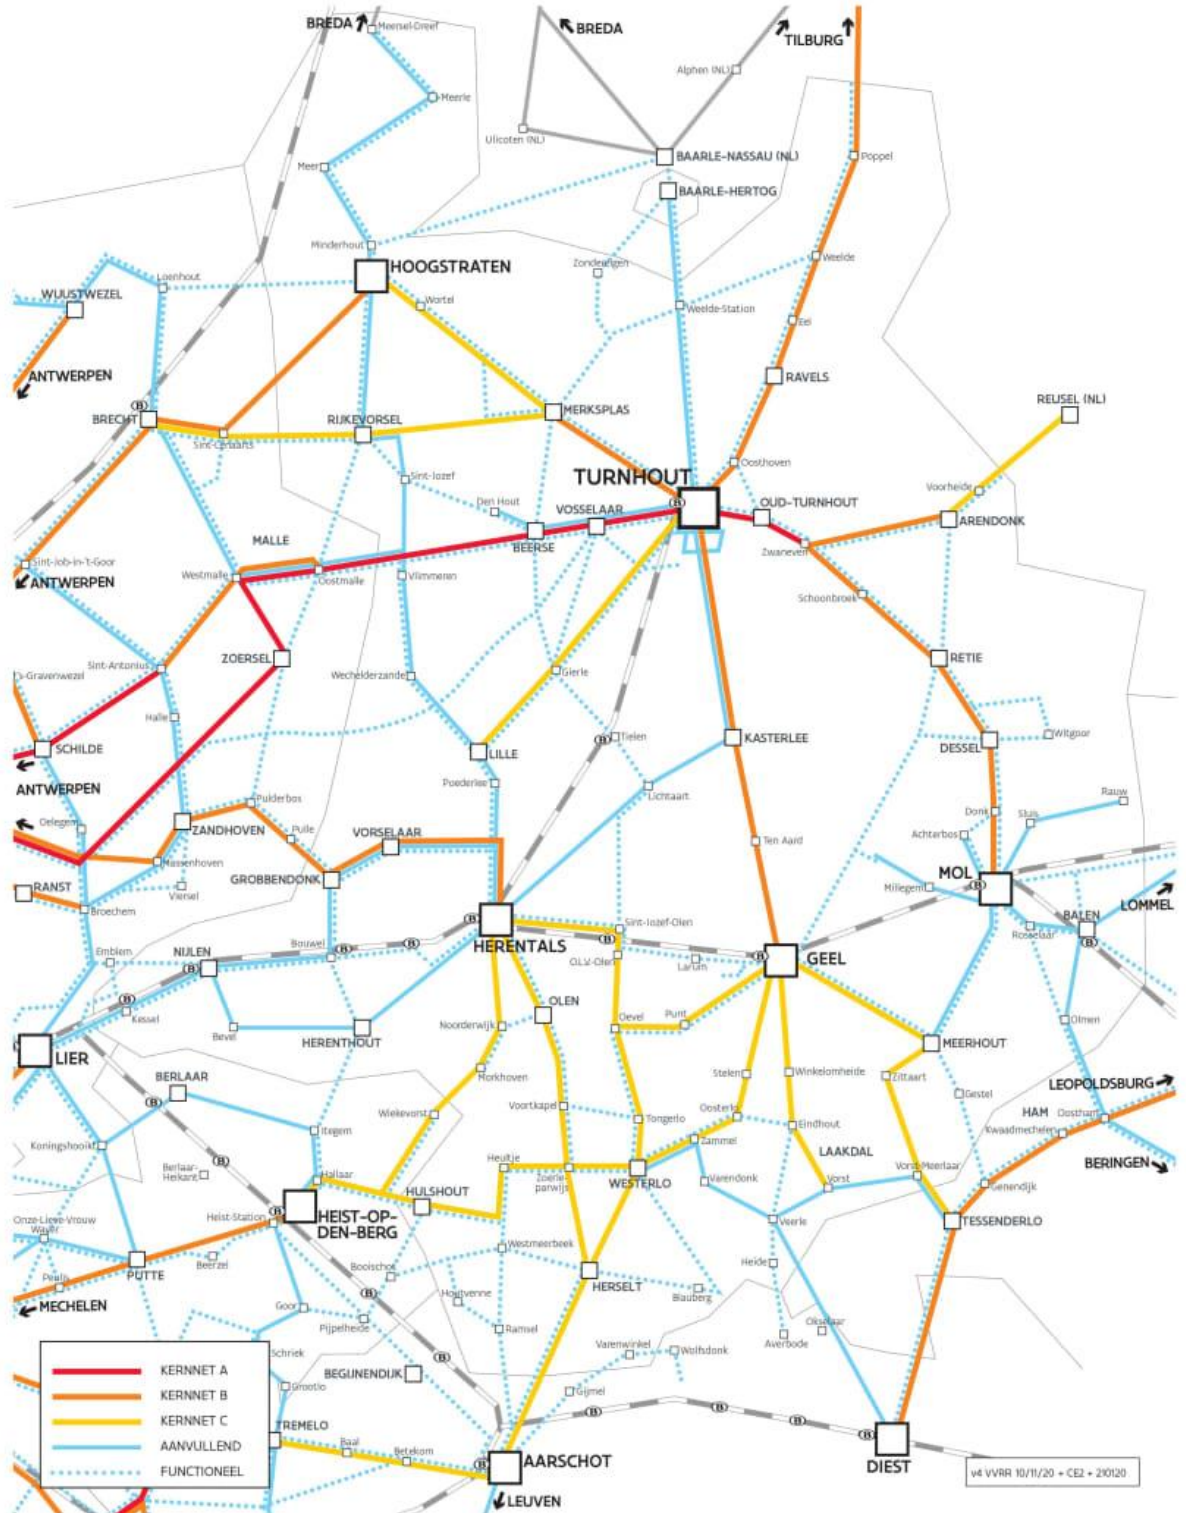 BREDA
Meersel-Dreef
BREDA
TILBURG
Alphen (NL)
Meerle
Ulicoten (NL)
BAARLE-NASSAU (NL)
Poppel
Meer
BAARLE-HERTOG
Minderhout
HOOGSTRATEN
Zondereigen
Weelde
Loenhout
WUUSTWEZEL
Wortel
Weelde-Station
Eel
ANTWERPEN
RAVELS
REUSEL (NL)
BRECHT
B
RIJKEVORSEL
MERKSPLAS
Sint-Lenaarts
Oosthoven
TURNHOUT
Sint-Jozef
Voorheide
Den Hout
VOSSELAAR
B
OUD-TURNHOUT
ARENDONK
MALLE
BEERSE
Zwaneven
Sint-Job-in-'t-Goor
ANTWERPEN
Westmalle
Oostmalle
Vlimmeren
Schoonbroek
Sint-Antonius
ZOERSEL
RETIE
's-Gravenwezel
Wechelderzande
Gierle
Halle
SCHILDE
B
Tielen
KASTERLEE
DESSEL
Witgoor
LILLE
ANTWERPEN
Poederlee
Lichtaart
Rauw
Pulderbos
Donk
Sluis
Oelegem
ZANDHOVEN
Pulle
VORSELAAR
Ten Aard
Achterbos
Massenhoven
GROBBENDONK
MOL
B
RANST
Viersel
Millegem
LOMMEL
Broechem
B
Sint-Jozef-Olen
BALEN
Rosselaar
Emblem
NIJLEN
Bouwel
B
B
HERENTALS
B
B
GEEL
B
B
O.L.V.-Olen
Larum
B
Kessel
OLEN
Olmen
Bevel
HERENTHOUT
Noorderwijk
Oevel
Punt
MEERHOUT
LIER
BERLAAR
Morkhoven
Stelen
Winkelomheide
Zittaart
LEOPOLDSBURG
B
Wiekevorst
Voortkapel
Oosterlo
Gestel
HAM
Oostham
Itegem
Tongerlo
Eindhout
Kwaadmechelen
Koningshooikt
Zammel
LAAKDAL
B
Heultje
BERINGEN
Berlaar-
Heikant
Hallaar
Zoerle-
parwijs
WESTERLO
Varendonk
Vorst
Vorst-Meerlaar
Genendijk
HULSHOUT
B
Onze-Lieve-Vrouw
Waver
Heist-Station
HEIST-OP-
DEN-BERG
Veerle
TESSENDERLO
Beerzel
Westmeerbeek
PUTTE
Booischot
Heide
Peulis
HERSELT
MECHELEN
Goor
B
Houtvenne
Blauberg
Pijpelheide
Ramsel
Okselaar
Averbode
Varenwinkel
Wolfsdonk
Schriek
B
KERNNET A
BEGIJNENDIJK
KERNNET B
Grootlo
Gijmel
KERNNET C
TREMELO
B
B
B
B
AANVULLEND
Baal
Betekom
FUNCTIONEEL
B
AARSCHOT
DIEST
v4 VVRR 10/11/20 + CE2 + 210120
LEUVEN